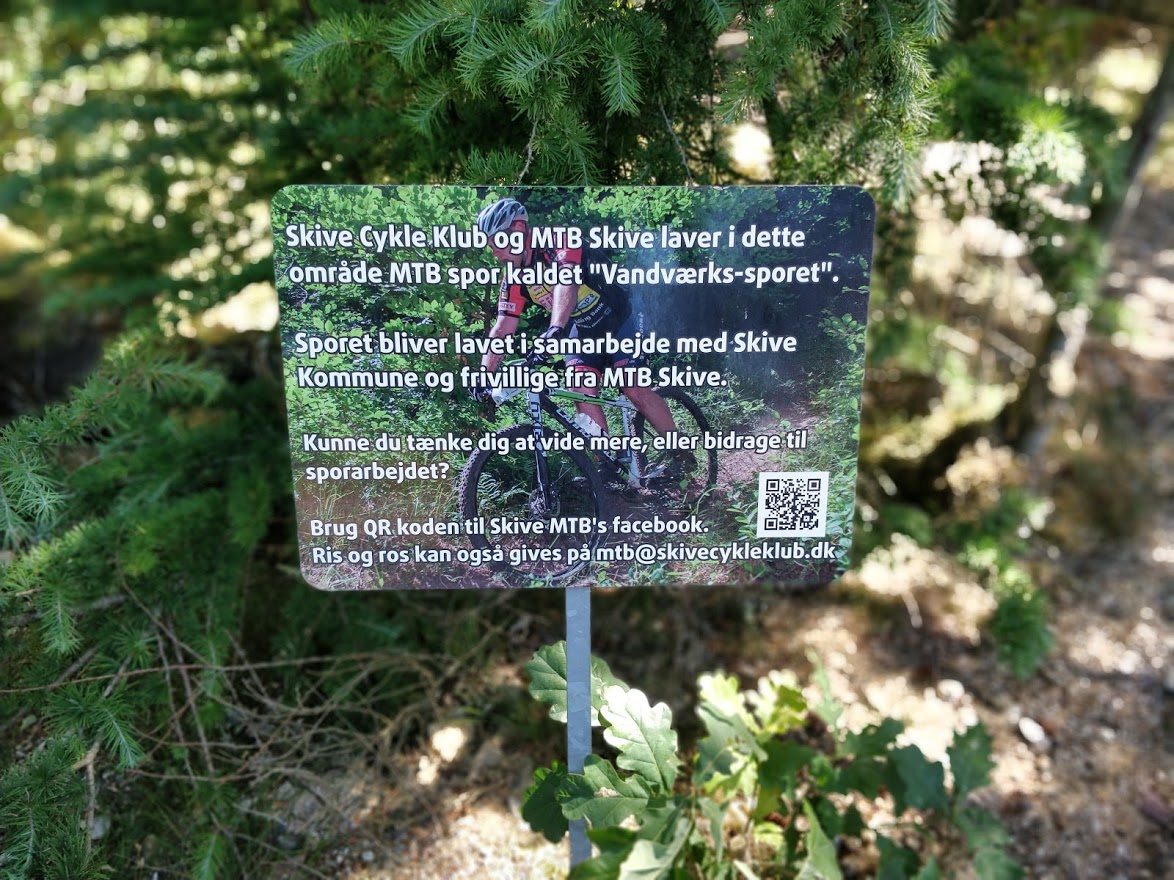 Skive Cykle Klub og MTB Skive laver i dette
område MTB spor kaldet "Vandværks-sporet".
Sporet bliver lavet i samarbejde med Skive
Kommune og frivillige fra MTB Skive.
Kunne du tænke dig at vide mere, eller bidrage til
sporarbejdet?
Brug QR koden til Skive MTB's facebook.
Ris og ros kan også gives på mtb@skivecykleklub.dk